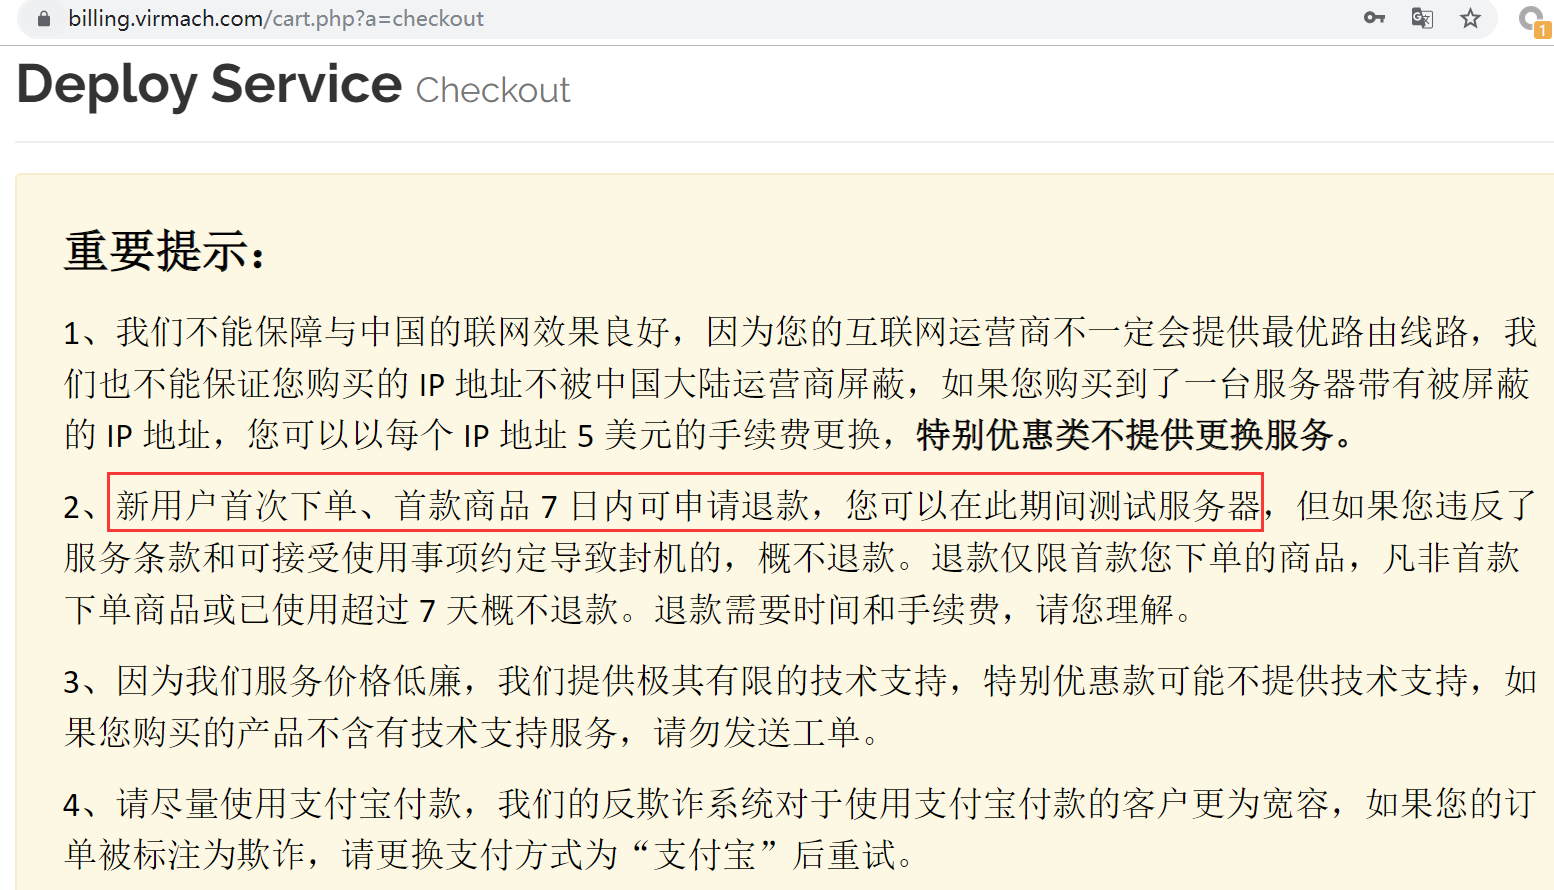 billing.virmach.com/cart.php?a=checkout
1
Deploy Service Checkout
重要提示：
1、我们不能保障与中国的联网效果良好，因为您的互联网运营商不一定会提供最优路由线路，我
们也不能保证您购买的 IP 地址不被中国大陆运营商屏蔽，如果您购买到了一台服务器带有被屏蔽
的 IP 地址，您可以以每个 IP 地址 5 美元的手续费更换，特别优惠类不提供更换服务。
2、新用户首次下单、首款商品 7 日内可申请退款，您可以在此期间测试服务器，但如果您违反了
服务条款和可接受使用事项约定导致封机的，概不退款。退款仅限首款您下单的商品，凡非首款
下单商品或已使用超过 7 天概不退款。退款需要时间和手续费，请您理解。
3、因为我们服务价格低廉，我们提供极其有限的技术支持，特别优惠款可能不提供技术支持，如
果您购买的产品不含有技术支持服务，请勿发送工单。
4、请尽量使用支付宝付款，我们的反欺诈系统对于使用支付宝付款的客户更为宽容，如果您的订
单被标注为欺诈，请更换支付方式为“支付宝”后重试。